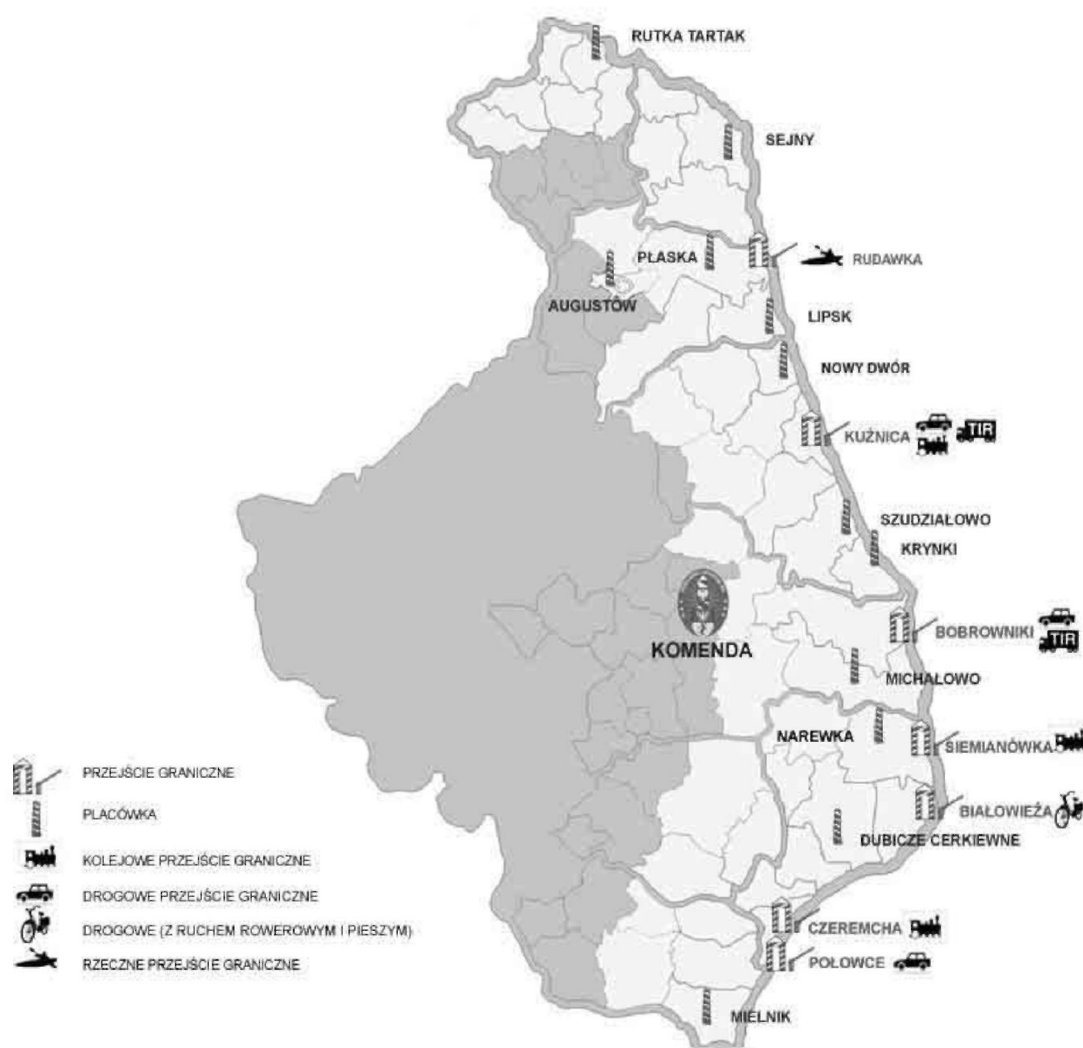 RUTKA TARTAK
SEJNY
PŁASKA
RUDAWKA
AUGUSTÓW
LIPSK
NOWY DWÓR
KUŹNICA
TIR
SZUDZIAŁOWO
KRYNKI
BOBROWNIKI
TIR
KOMENDA
MICHAŁOWO
NAREWKA
SIEMIANÓWKA
BIAŁOWIEŻA
DUBICZE CERKIEWNE
CZEREMCHA
POŁOWCE
MIELNIK
PRZEJŚCIE GRANICZNE
PLACÓWKA
KOLEJOWE PRZEJŚCIE GRANICZNE
DROGOWE PRZEJŚCIE GRANICZNE
DROGOWE (Z RUCHEM ROWEROWYM I PIESZYM)
RZECZNE PRZEJŚCIE GRANICZNE